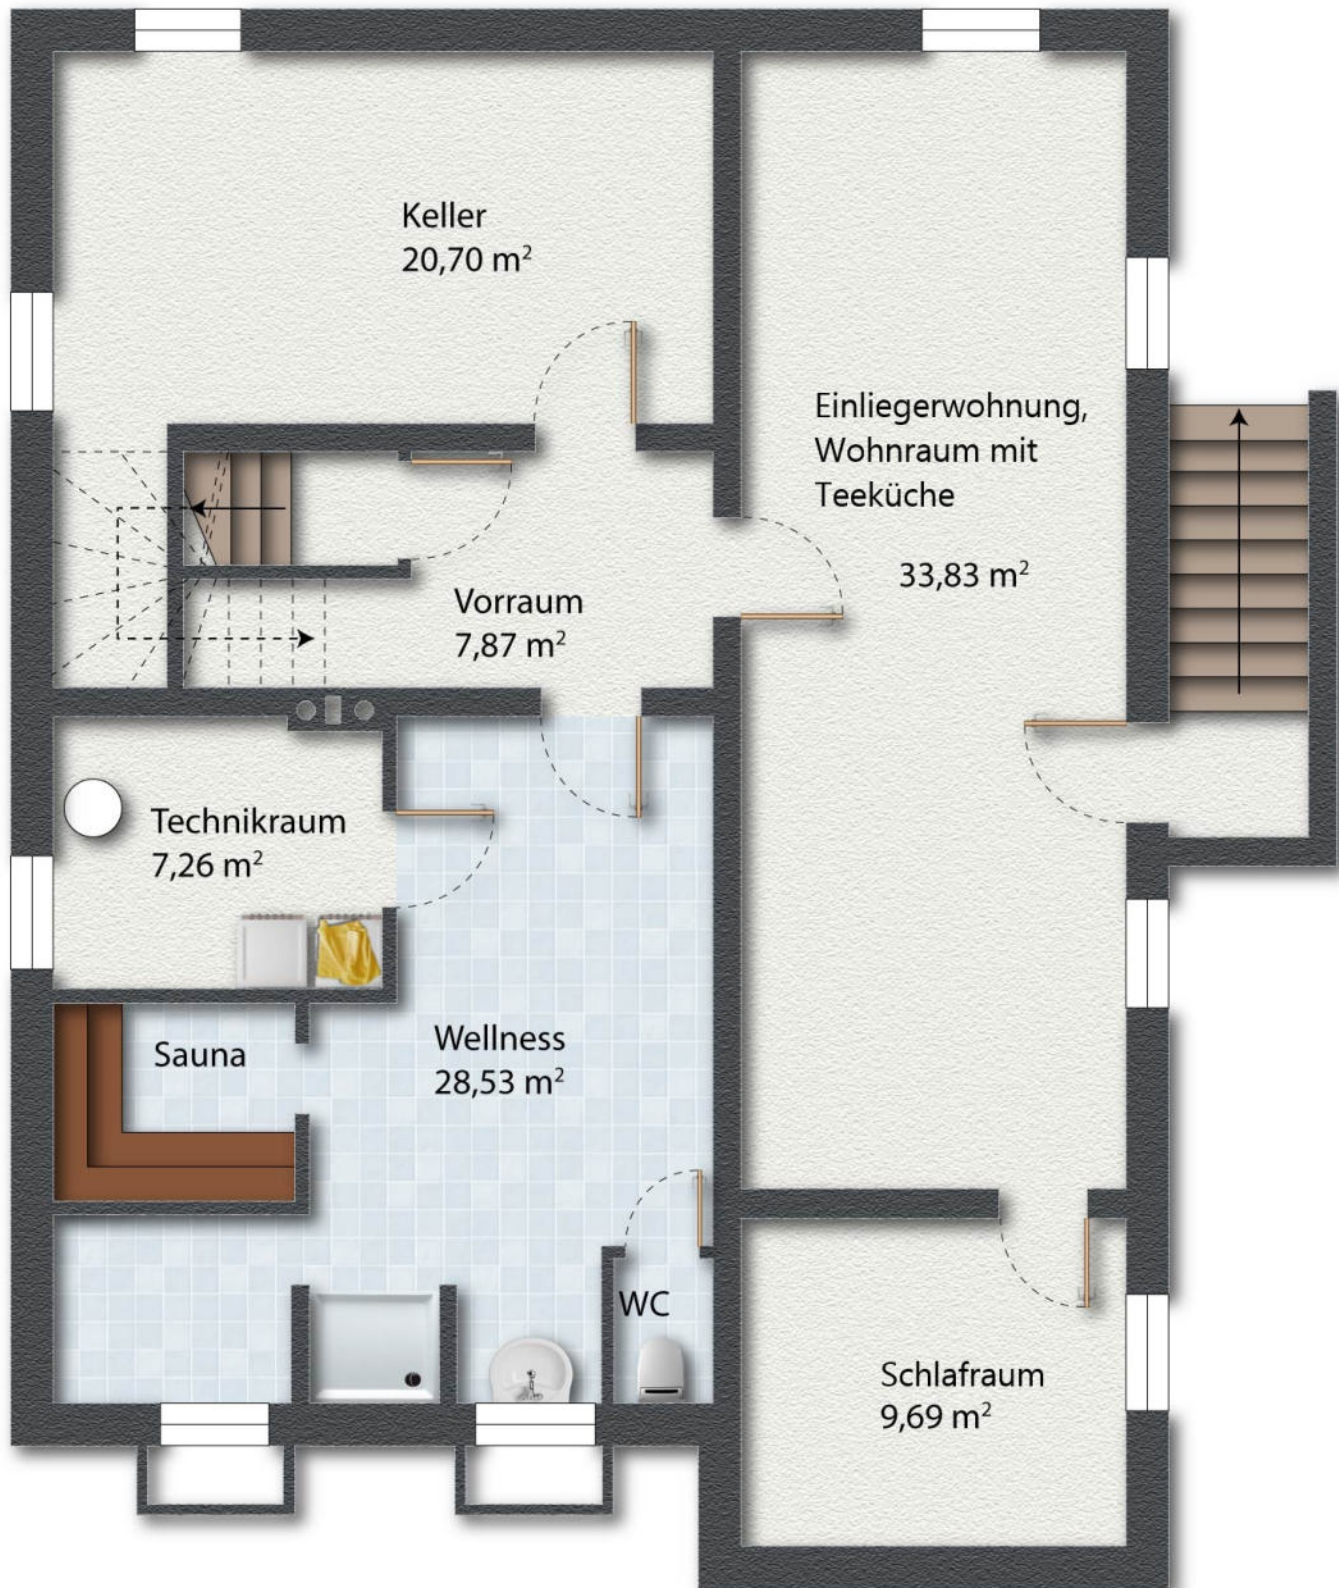 Keller
20,70 m²
Einliegerwohnung,
Wohnraum mit
Teeküche
33,83 m²
Vorraum
7,87 m²
Technikraum
7,26 m²
Sauna
Wellness
28,53 m²
WC
Schlafraum
9,69 m²